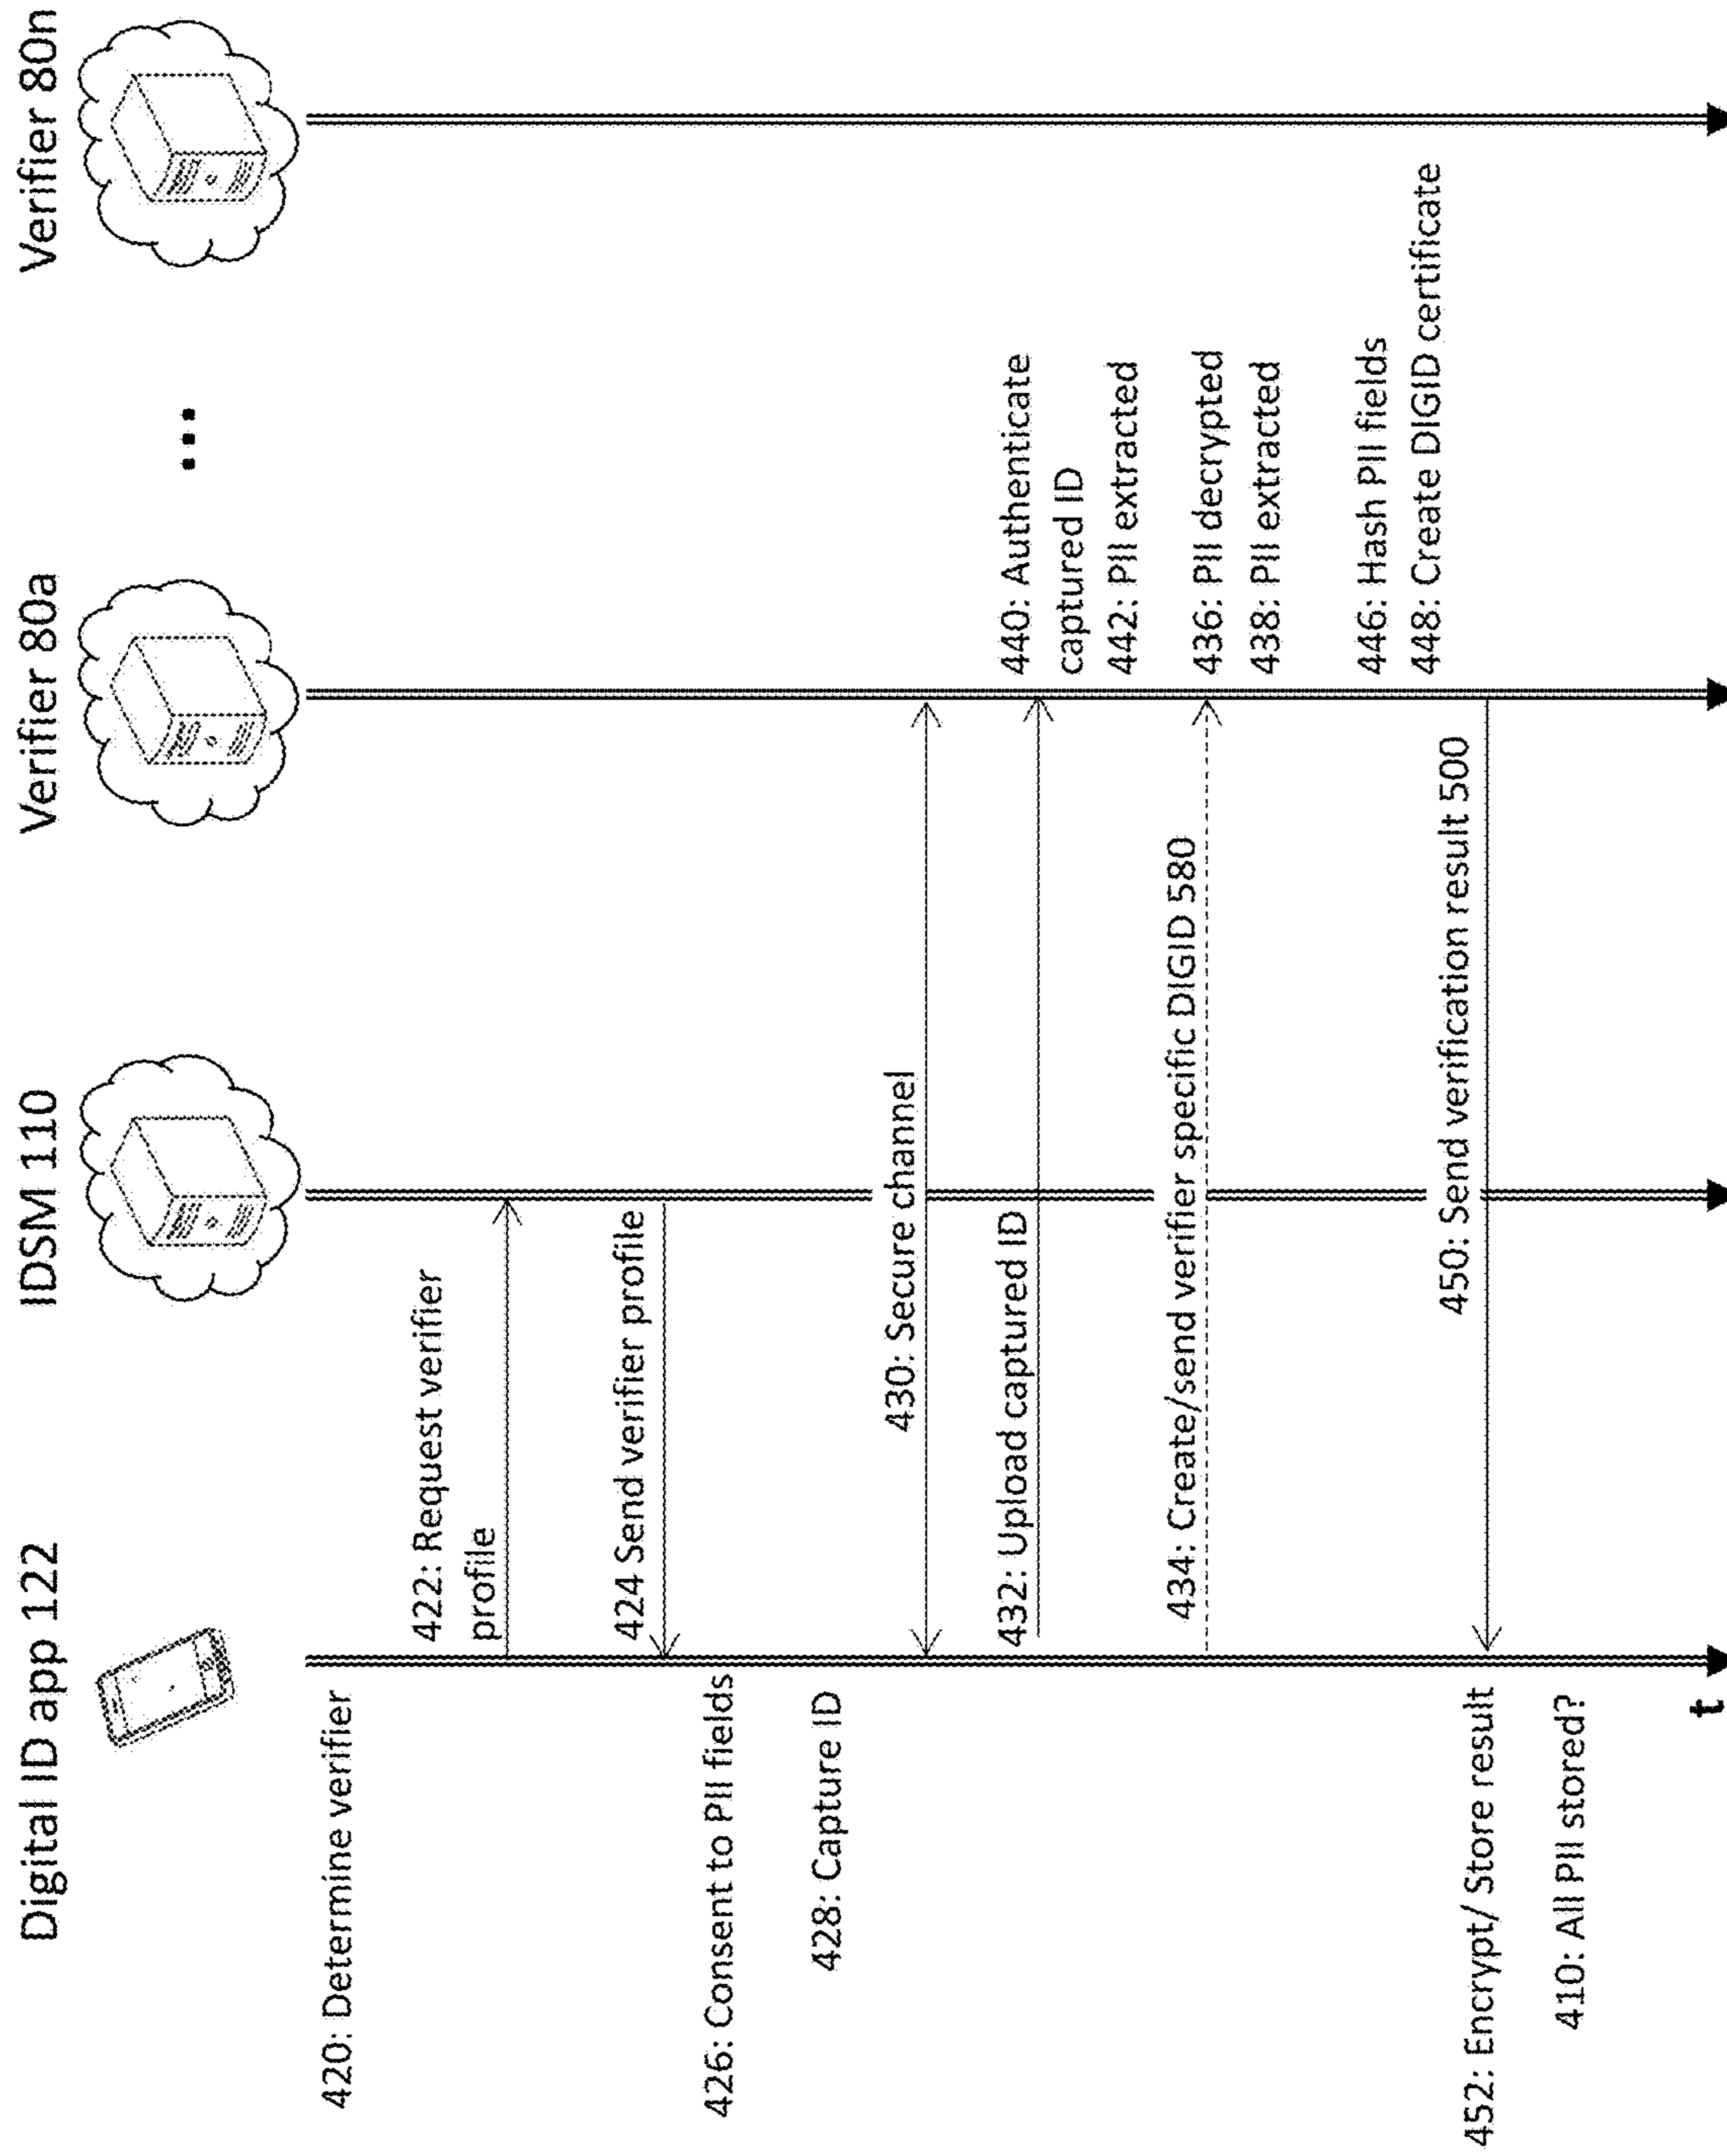 Digital ID app 122
IDSM 110
Verifier 80a
...
Verifier 80n
420: Determine verifier
422: Request verifier
profile
424 Send verifier profile
426: Consent to PII fields
428: Capture ID
430: Secure channel
432: Upload captured ID
440: Authenticate
captured ID
442: PII extracted
434: Create/send verifier specific DIGID 580
436: PII decrypted
438: PII extracted
446: Hash PII fields
448: Create DIGID certificate
450: Send verification result 500
452: Encrypt/ Store result
410: All PII stored?
t